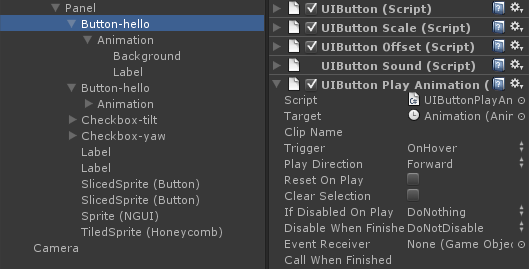 Panel
Button-hello
Animation
Background
Label
Button-hello
Animation
Checkbox-tilt
Checkbox-yaw
Label
Label
SlicedSprite (Button)
SlicedSprite (Button)
Sprite (NGUI)
TiledSprite (Honeycomb)
Camera
UIButton (Script)
UIButton Scale (Script)
UIButton Offset (Script)
UIButton Sound (Script)
UIButton Play Animation (
Script UIButtonPlayAn
Target Animation (Anir
Clip Name
Trigger OnHover
Play Direction Forward
Reset On Play
Clear Selection
If Disabled On Play DoNothing
Disable When Finished DoNotDisable
Event Receiver None (Game Objec
Call When Finished